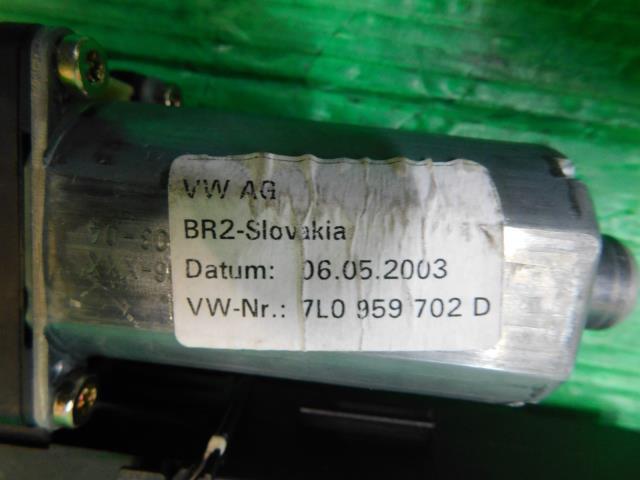 VW AG
BR2-Slovakia
Datum: 06.05.2003
VW-Nr.: 7L0 959 702 D